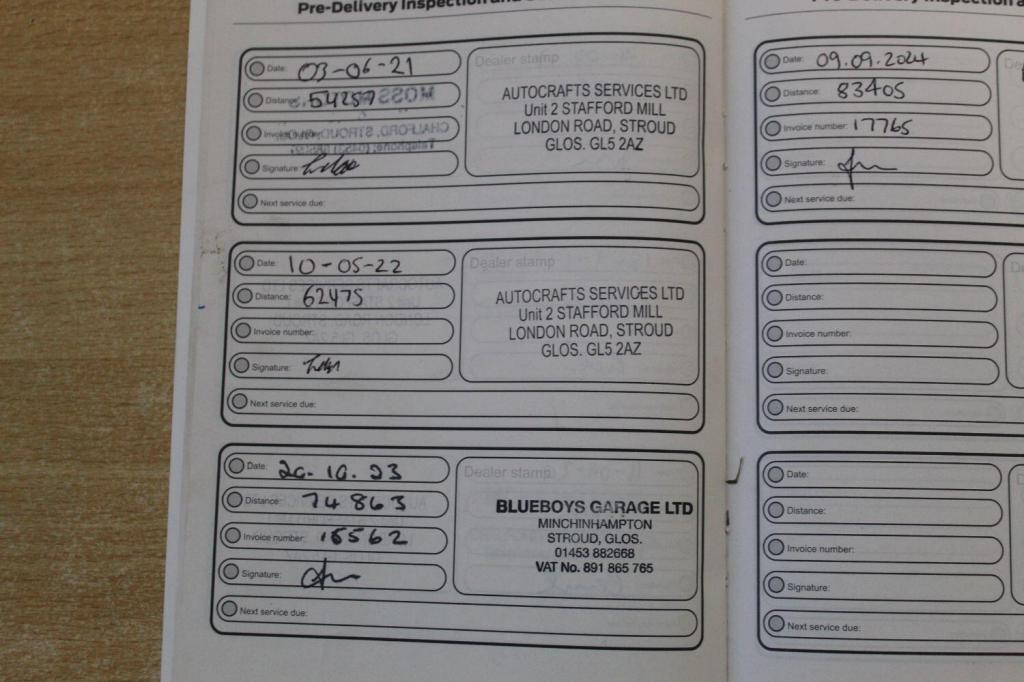 Pre-Delivery Inspection and
Date: 03-06-21
Distance: 54257
Invoice number:
Signature:
Next service due:
Dealer stamp
AUTOCRAFTS SERVICES LTD
Unit 2 STAFFORD MILL
LONDON ROAD, STROUD
GLOS. GL5 2AZ
Date: 10-05-22
Distance: 62475
Invoice number:
Signature:
Next service due:
Dealer stamp
AUTOCRAFTS SERVICES LTD
Unit 2 STAFFORD MILL
LONDON ROAD, STROUD
GLOS. GL5 2AZ
Date: 20.10.23
Distance: 74863
Invoice number: 15562
Signature:
Next service due:
Dealer stamp
BLUEBOYS GARAGE LTD
MINCHINHAMPTON
STROUD, GLOS.
01453 882668
VAT No. 891 865 765
Date: 09.09.2024
Distance: 83405
Invoice number: 17765
Signature:
Next service due:
Date:
Distance:
Invoice number:
Signature:
Next service due:
Date:
Distance:
Invoice number:
Signature:
Next service due: